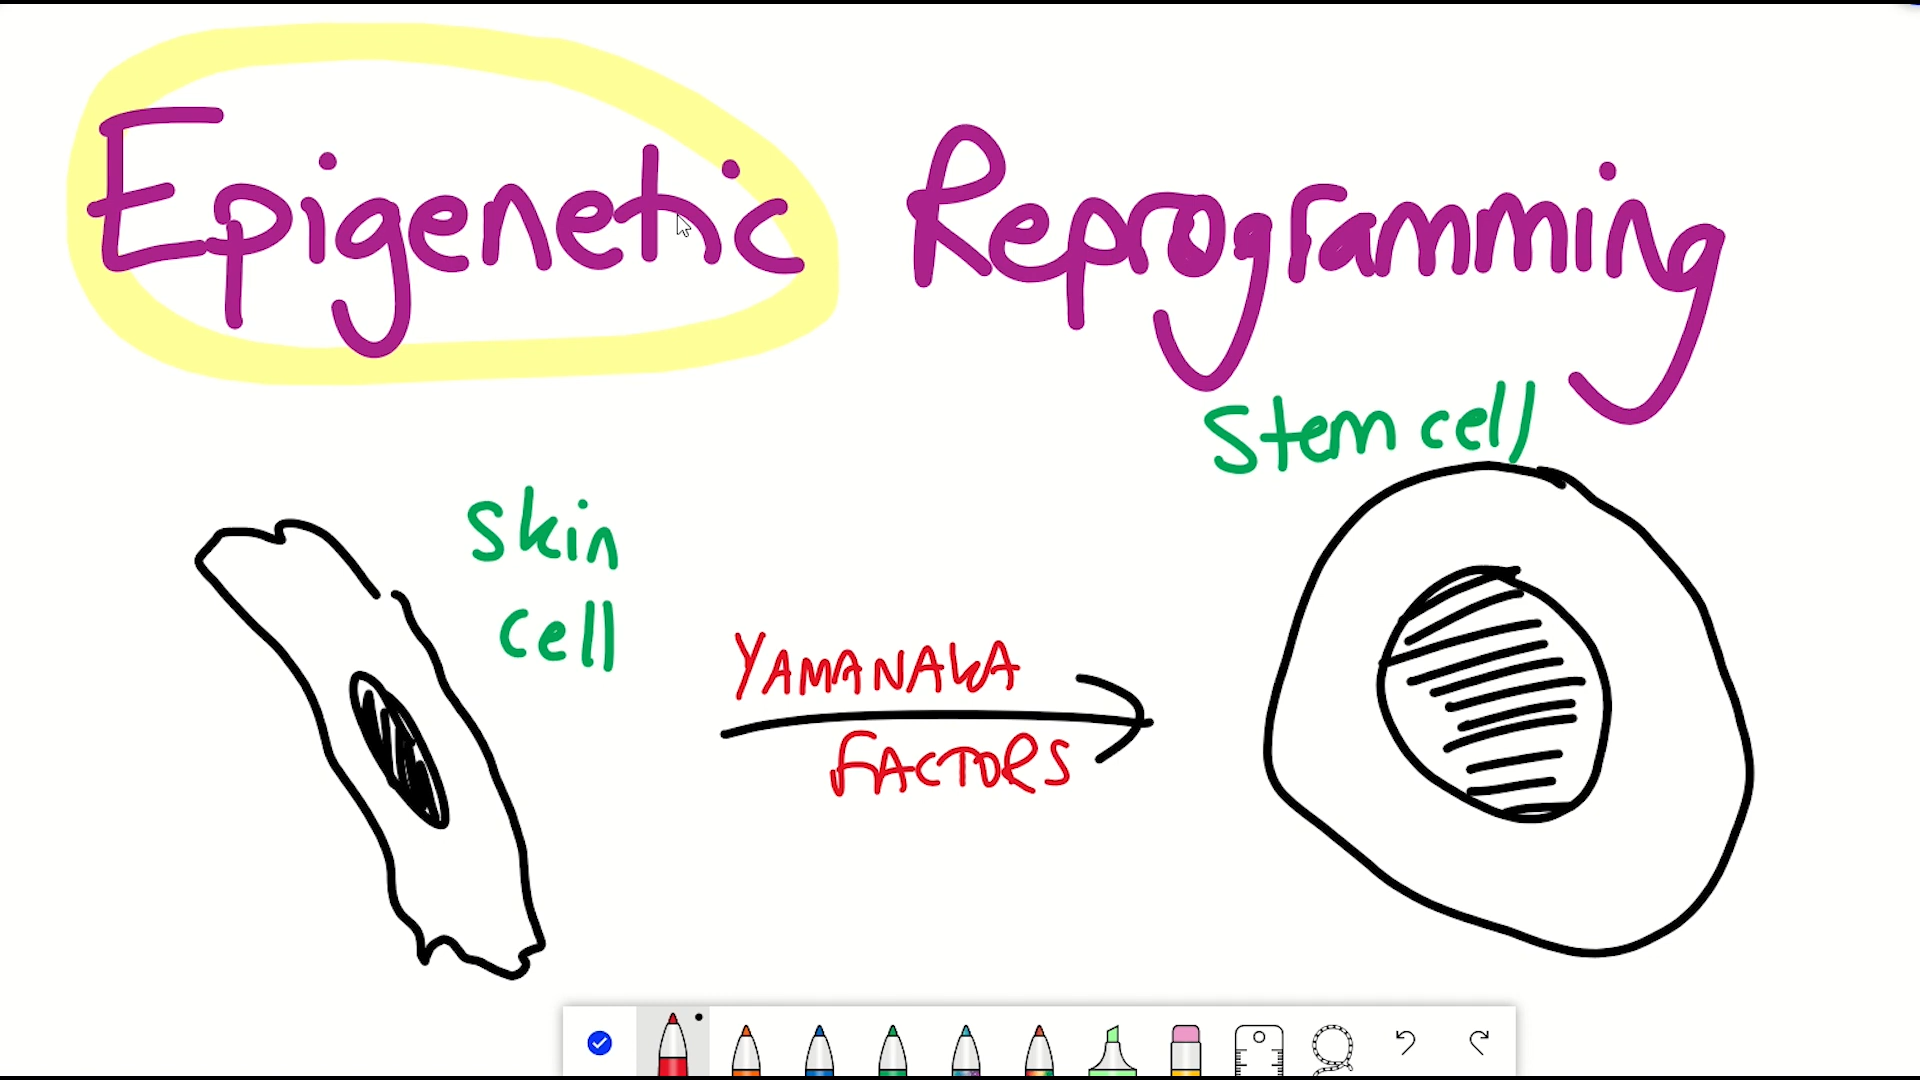 Epigenetic Reprogramming
Stem cell
Skin
cell
YAMANAKA
FACTORS